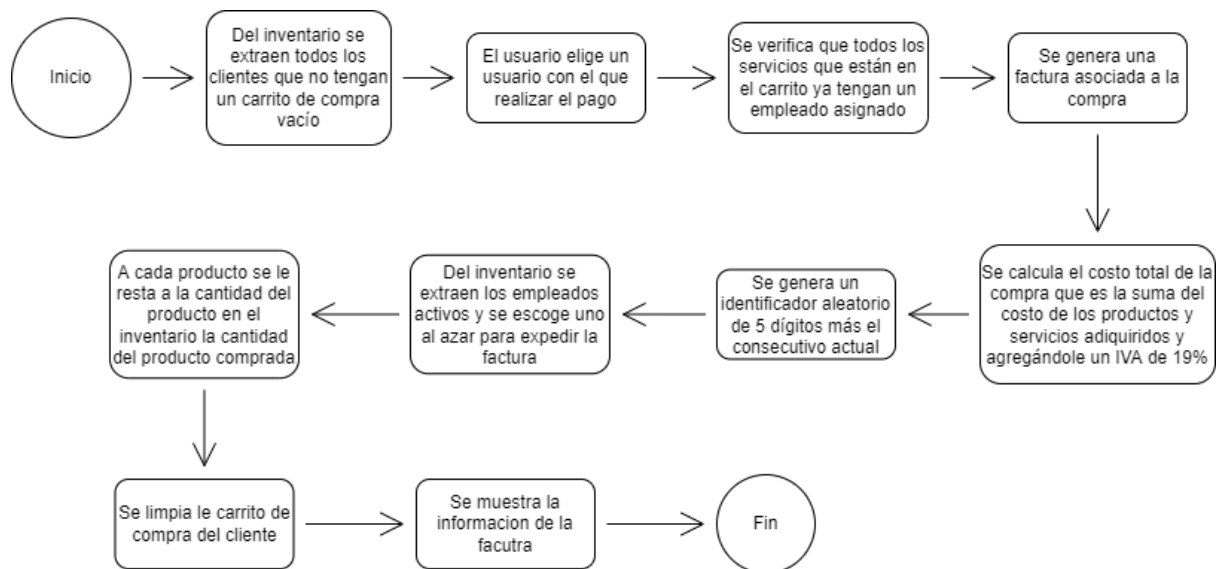 Inicio
Del inventario se
extraen todos los
clientes que no tengan
un carrito de compra
vacío
El usuario elige un
usuario con el que
realizar el pago
Se verifica que todos los
servicios que están en
el carrito ya tengan un
empleado asignado
Se genera una
factura asociada a la
compra
Se calcula el costo total de la
compra que es la suma del
costo de los productos y
servicios adiquiridos y
agregándole un IVA de 19%
Se genera un
identificador aleatorio
de 5 dígitos más el
consecutivo actual
Del inventario se
extraen los empleados
activos y se escoge uno
al azar para expedir la
factura
A cada producto se le
resta a la cantidad del
producto en el
inventario la cantidad
del producto comprada
Se limpia le carrito de
compra del cliente
Se muestra la
informacion de la
facutra
Fin